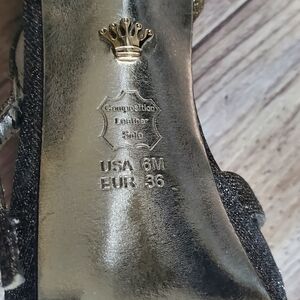 Composition
Leather
Sole
USA 6M
EUR 36